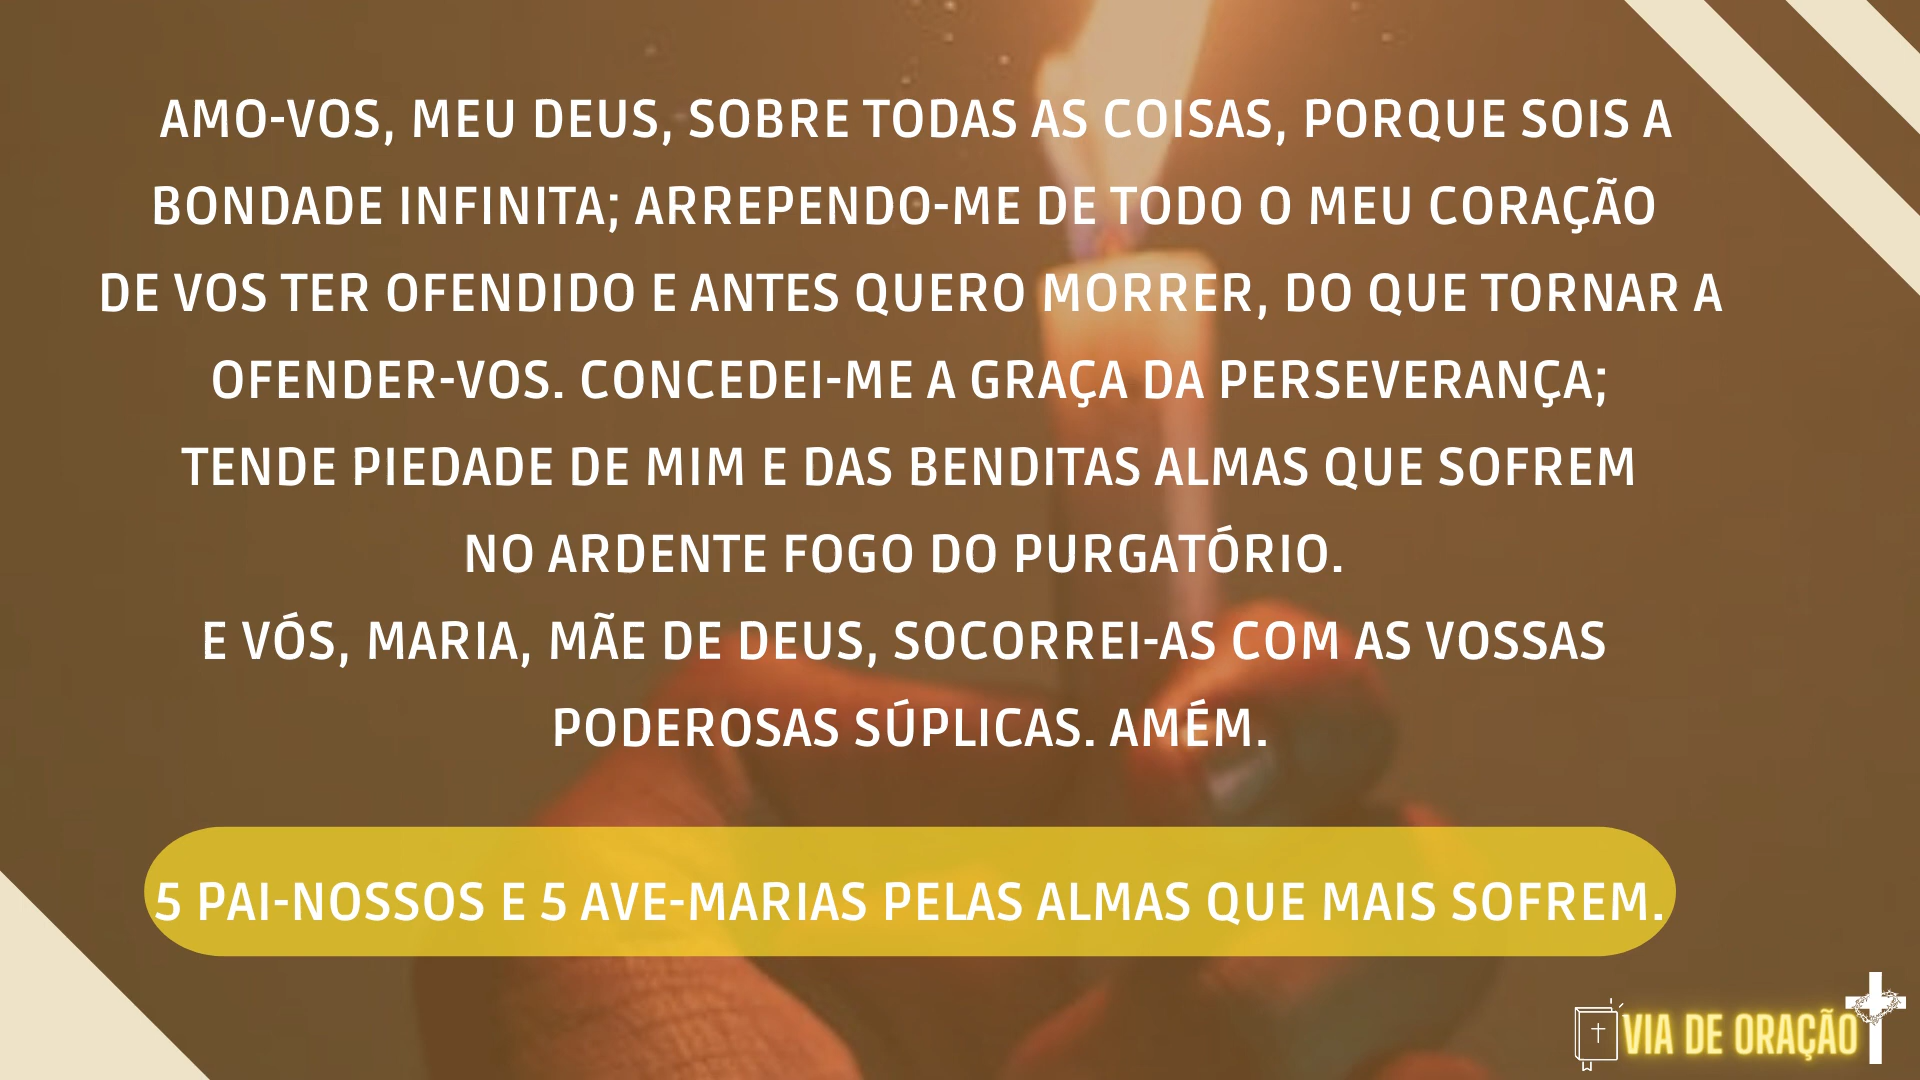 AMO-VOS, MEU DEUS, SOBRE TODAS AS COISAS, PORQUE SOIS A
BONDADE INFINITA; ARREPENDO-ME DE TODO O MEU CORAÇÃO
DE VOS TER OFENDIDO E ANTES QUERO MORRER, DO QUE TORNAR A
OFENDER-VOS. CONCEDEI-ME A GRAÇA DA PERSEVERANÇA;
TENDE PIEDADE DE MIM E DAS BENDITAS ALMAS QUE SOFREM
NO ARDENTE FOGO DO PURGATÓRIO.
E VÓS, MARIA, MÃE DE DEUS, SOCORREI-AS COM AS VOSSAS
PODEROSAS SÚPLICAS. AMÉM.
5 PAI-NOSSOS E 5 AVE-MARIAS PELAS ALMAS QUE MAIS SOFREM.
VIA DE ORAÇÃO